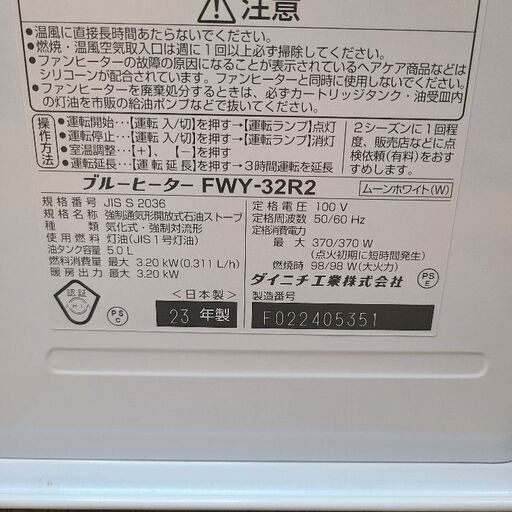 注意
●温風に直接長時間あたらないでください。
●燃焼・温風空気取入口は週に1回以上必ず掃除してください。
●ファンヒーターの故障の原因になることが表示されているヘアケア商品などは
シリコーンが配合されています。ファンヒーターと同時に使用しないでください。
●ファンヒーターを廃棄処分するときは、必ずカートリッジタンク・油受皿内
の灯油を市販の給油ポンプなどで抜いてください。
操作方法
●運転開始…【運転 入/切】を押す→【運転ランプ】点灯
●運転停止…【運転 入/切】を押す→【運転ランプ】消灯
●室温調整…【+】、【-】を押す
●運転延長…【運転延長】を押す→3時間運転を延長
2シーズンに1回程
度、販売店などに点
検依頼(有料)をおす
すめします。
ブルーヒーター FWY-32R2
ムーンホワイト(W)
規格番号 JIS S 2036
種類 強制通気形開放式石油ストーブ
型式 気化式・強制対流形
使用燃料 灯油(JIS1号灯油)
油タンク容量 5.0 L
燃料消費量 最大 3.20 kW(0.311 L/h)
暖房出力 最大 3.20 kW
定格電圧 100 V
定格周波数 50/60 Hz
定格消費電力
最大 370/370 W
(点火初期に短時間発生)
燃焼時 98/98 W(大火力)
認証
JHIA
PS
C
<日本製>
23 年製
ダイニチ工業株式会社
PS
E
製造番号
F022405351